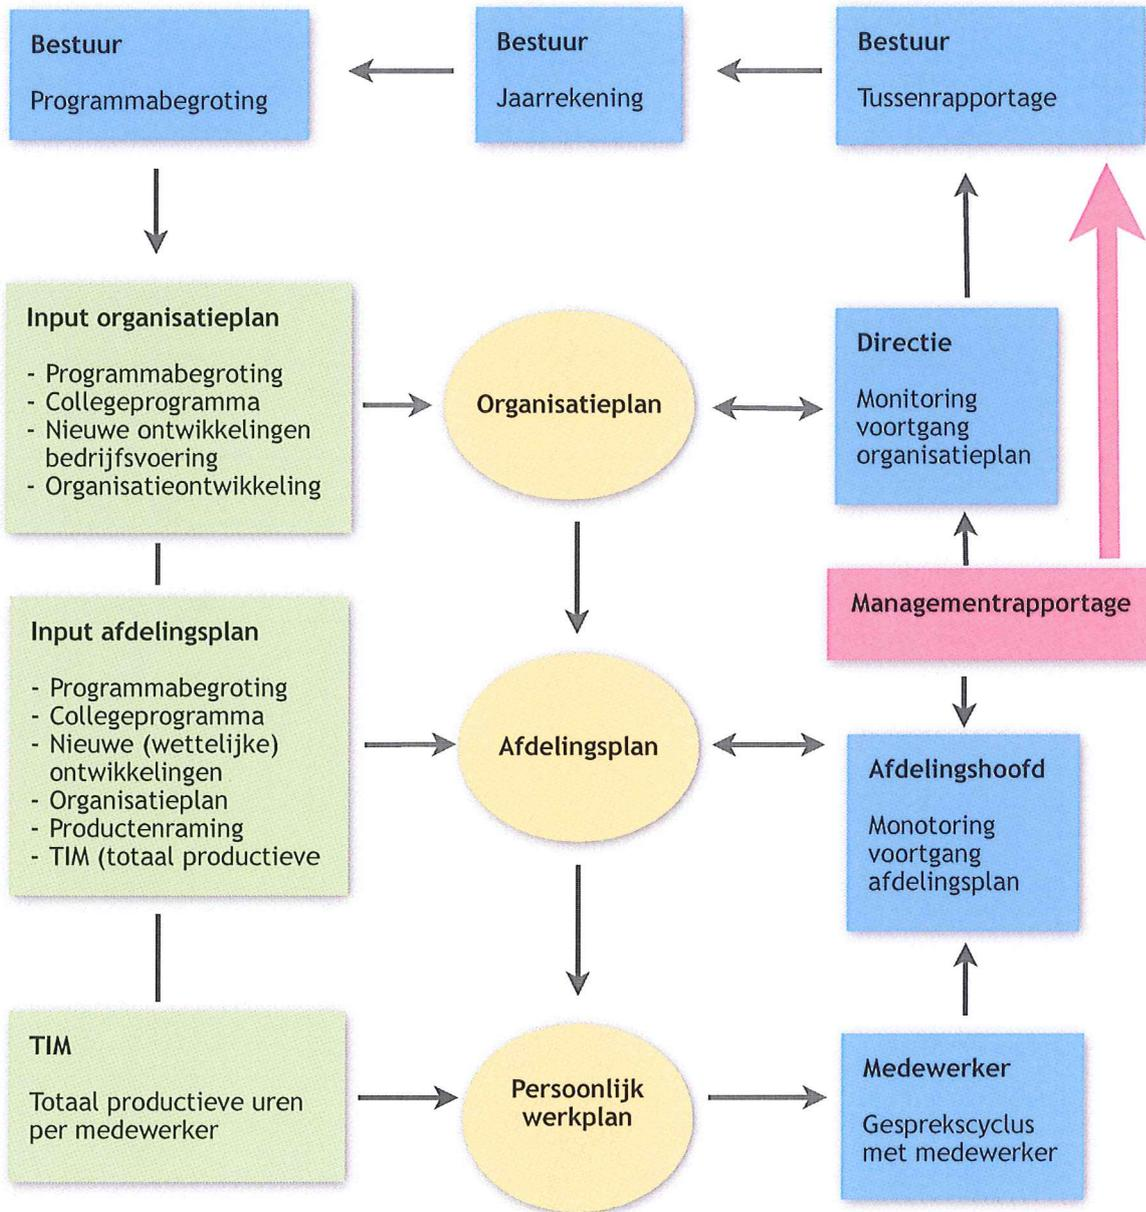 Bestuur
Programmabegroting
Bestuur
Jaarrekening
Bestuur
Tussenrapportage
Input organisatieplan
- Programmabegroting
- Collegeprogramma
- Nieuwe ontwikkelingen
bedrijfsvoering
- Organisatieontwikkeling
Organisatieplan
Directie
Monitoring
voortgang
organisatieplan
Managementrapportage
Input afdelingsplan
- Programmabegroting
- Collegeprogramma
- Nieuwe (wettelijke)
ontwikkelingen
- Organisatieplan
- Productenraming
- TIM (totaal productieve
Afdelingsplan
Afdelingshoofd
Monotoring
voortgang
afdelingsplan
TIM
Totaal productieve uren
per medewerker
Persoonlijk
werkplan
Medewerker
Gesprekscyclus
met medewerker